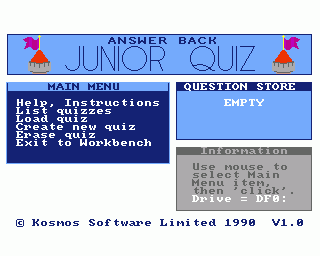 ANSWER BACK
JUNIOR QUIZ
MAIN MENU
Help, Instructions
List quizzes
Load quiz
Create new quiz
Erase quiz
Exit to Workbench
QUESTION STORE
EMPTY
Information
Use mouse to
select Main
Menu item,
then 'click'.
Drive = DF0:
© Kosmos Software Limited 1990 V1.0